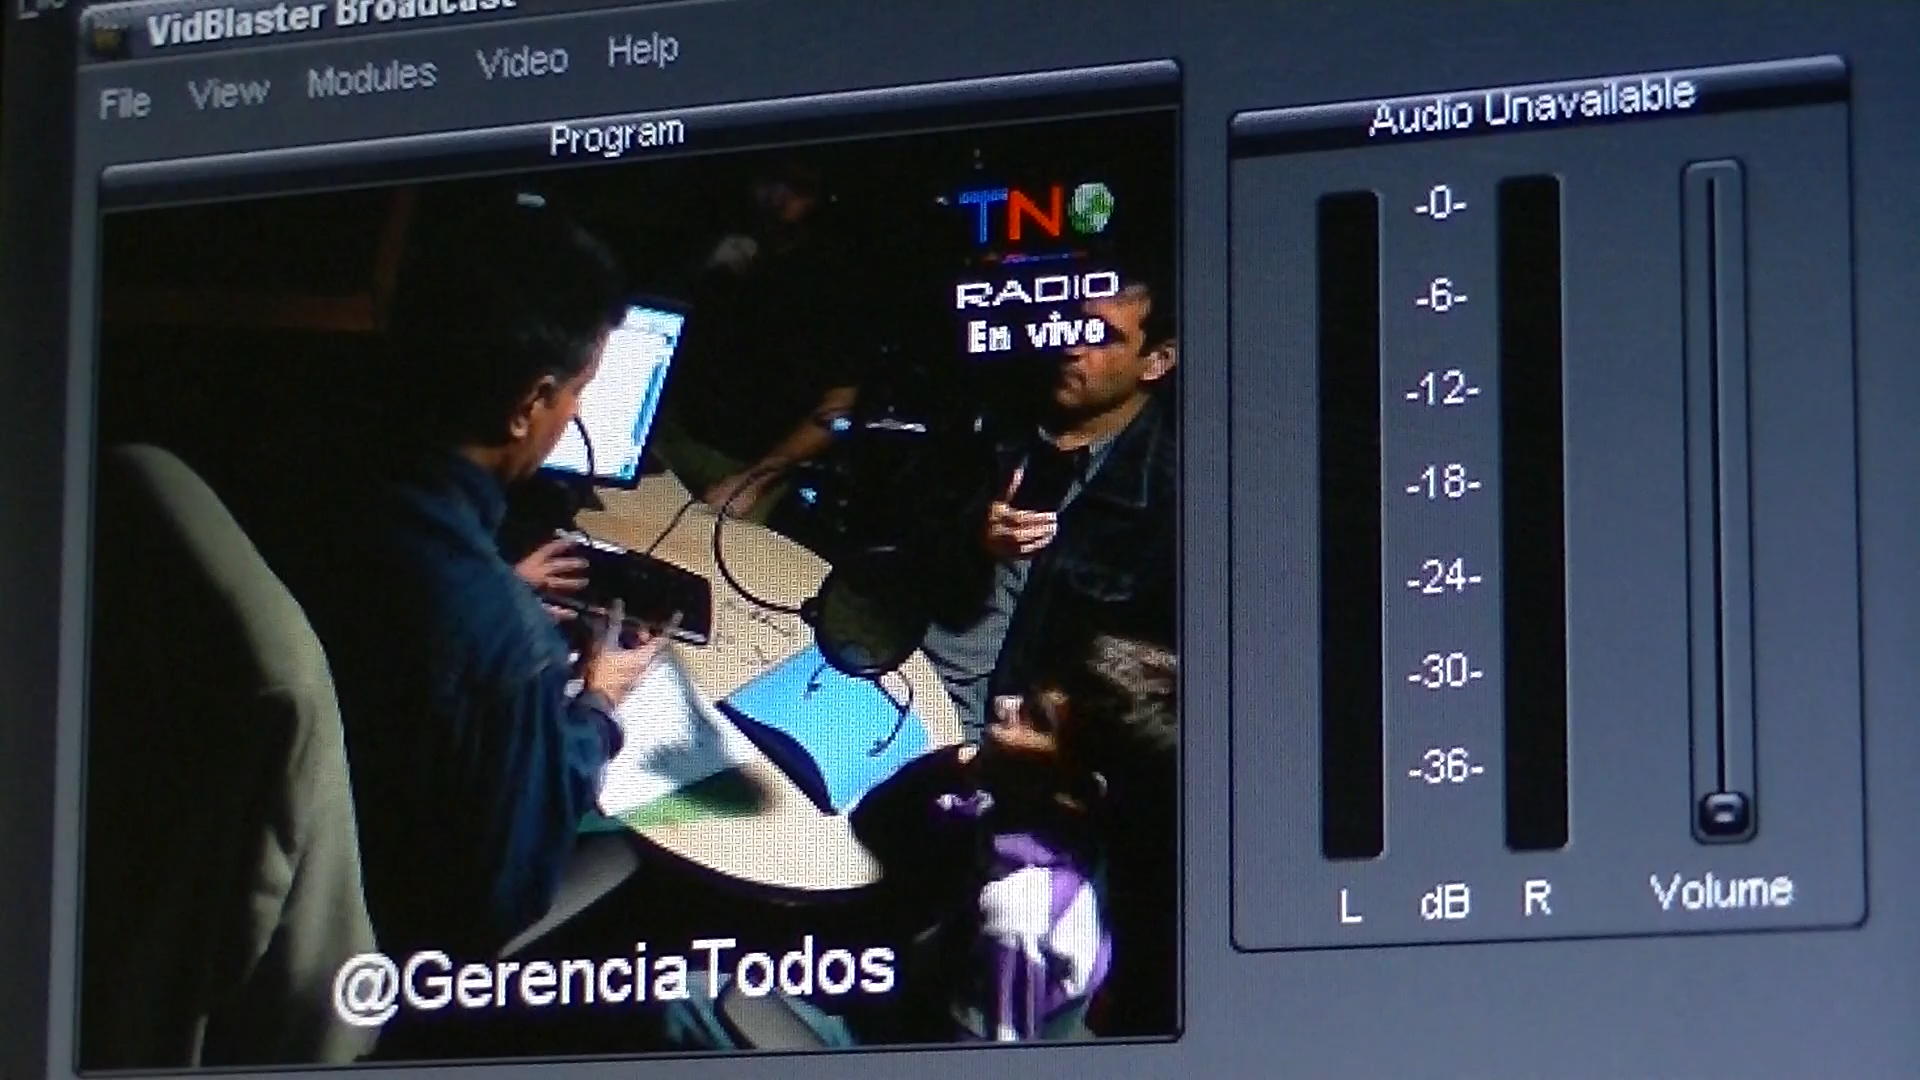 VidBlaster Broadcast
File View Modules Video Help
Program
TN
RADIO
En vivo
@GerenciaTodos
Audio Unavailable
-0-
-6-
-12-
-18-
-24-
-30-
-36-
L dB R Volume